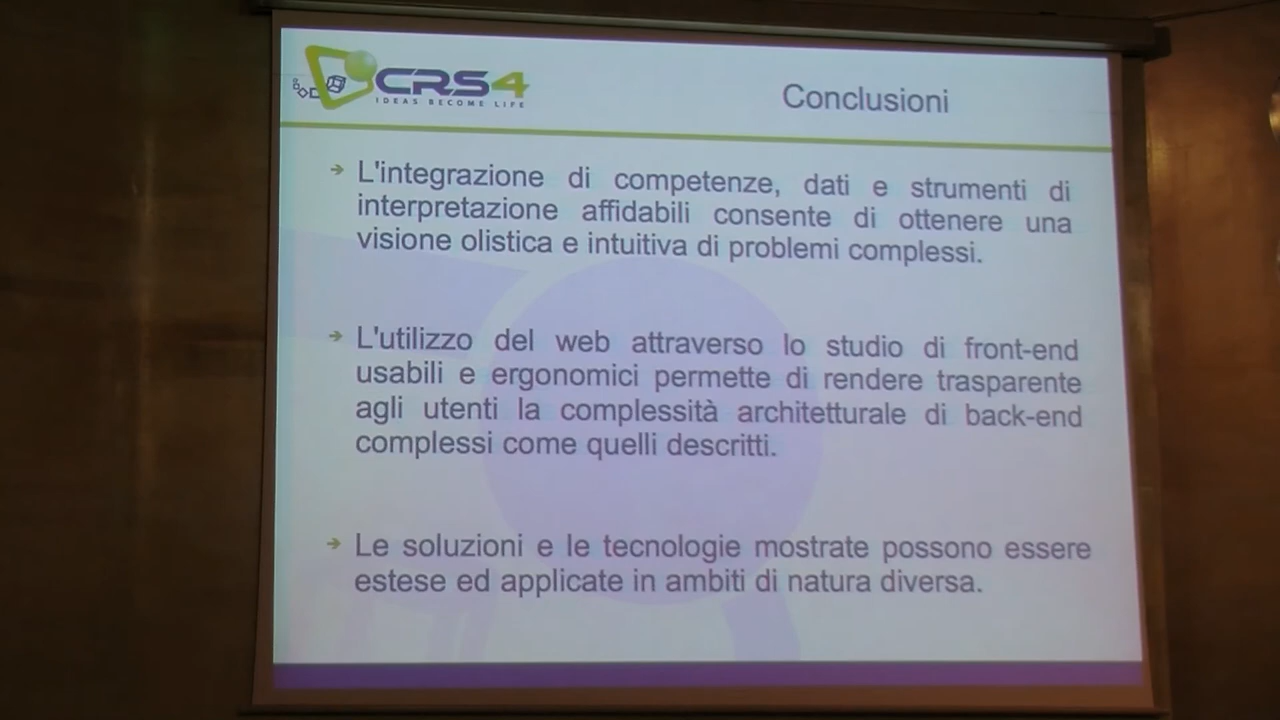 CRS4
IDEAS BECOME LIFE
Conclusioni
L'integrazione di competenze, dati e strumenti di
interpretazione affidabili consente di ottenere una
visione olistica e intuitiva di problemi complessi.
L'utilizzo del web attraverso lo studio di front-end
usabili e ergonomici permette di rendere trasparente
agli utenti la complessità architetturale di back-end
complessi come quelli descritti.
Le soluzioni e le tecnologie mostrate possono essere
estese ed applicate in ambiti di natura diversa.